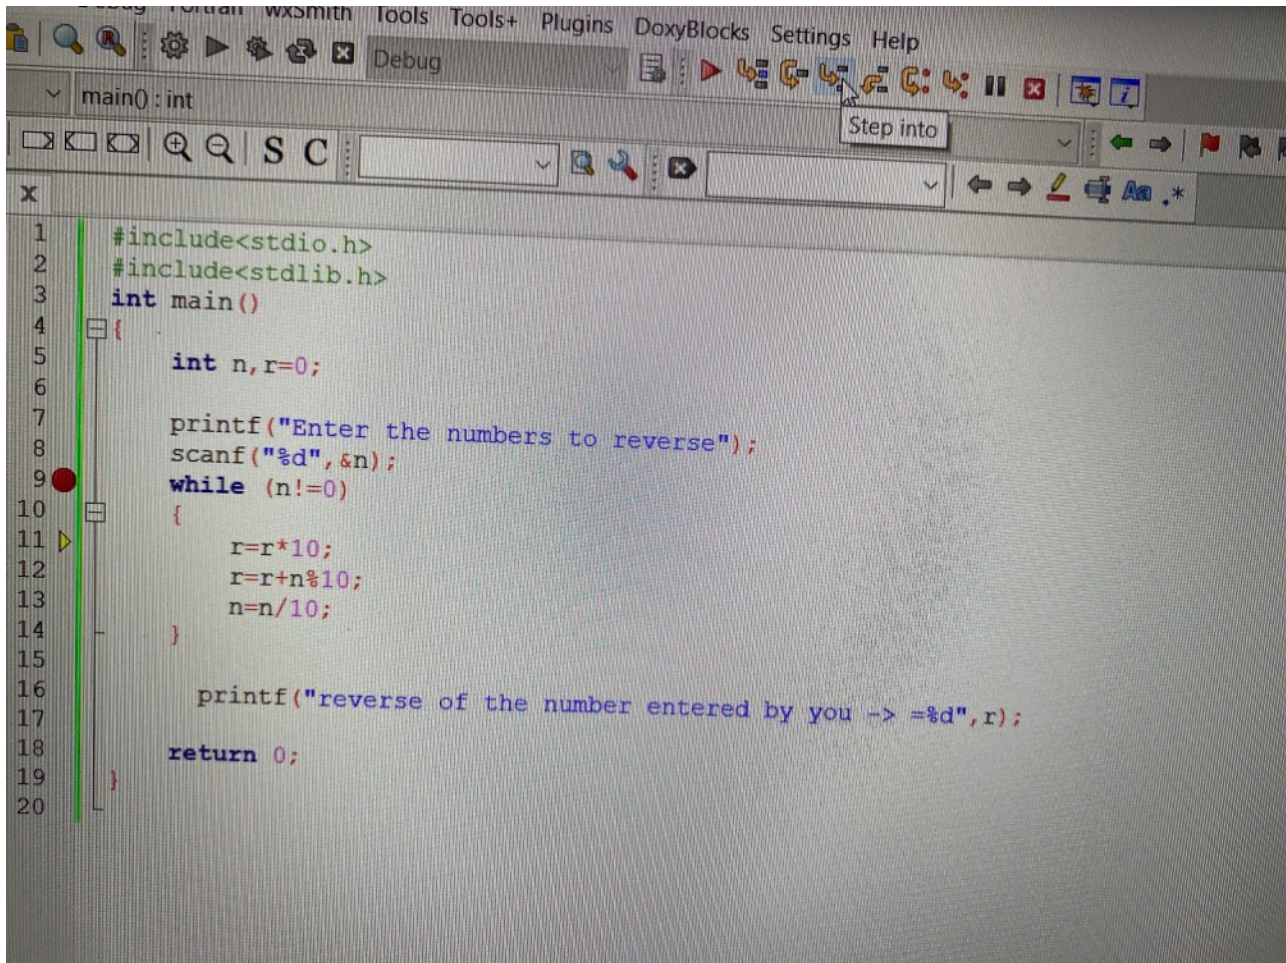 Fortran wxSmith Tools Tools+ Plugins DoxyBlocks Settings Help
Debug
main() : int
Step into
S C
Aa .*
X
1 #include<stdio.h>
2 #include<stdlib.h>
3 int main()
4 {
5 int n,r=0;
6
7 printf("Enter the numbers to reverse");
8 scanf("%d",&n);
9 while (n!=0)
10 {
11 r=r*10;
12 r=r+n%10;
13 n=n/10;
14 }
15
16 printf("reverse of the number entered by you -> =%d",r);
17
18 return 0;
19 }
20